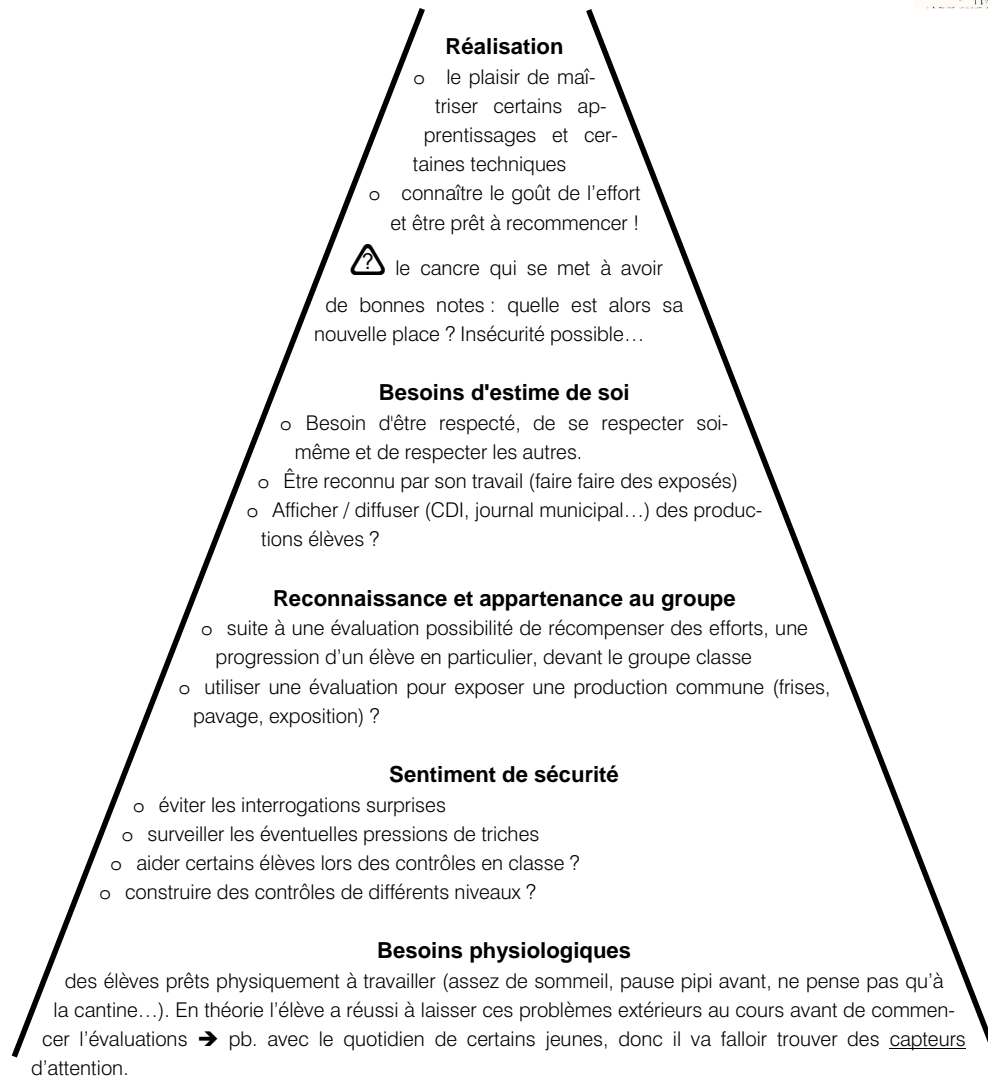 Réalisation
o le plaisir de maî-
triser certains ap-
prentissages et cer-
taines techniques
o connaître le goût de l'effort
et être prêt à recommencer !
? le cancre qui se met à avoir
de bonnes notes : quelle est alors sa
nouvelle place ? Insécurité possible…
Besoins d'estime de soi
o Besoin d'être respecté, de se respecter soi-
même et de respecter les autres.
o Être reconnu par son travail (faire faire des exposés)
o Afficher / diffuser (CDI, journal municipal…) des produc-
tions élèves ?
Reconnaissance et appartenance au groupe
o suite à une évaluation possibilité de récompenser des efforts, une
progression d'un élève en particulier, devant le groupe classe
o utiliser une évaluation pour exposer une production commune (frises,
pavage, exposition) ?
Sentiment de sécurité
o éviter les interrogations surprises
o surveiller les éventuelles pressions de triches
o aider certains élèves lors des contrôles en classe ?
o construire des contrôles de différents niveaux ?
Besoins physiologiques
des élèves prêts physiquement à travailler (assez de sommeil, pause pipi avant, ne pense pas qu'à
la cantine…). En théorie l'élève a réussi à laisser ces problèmes extérieurs au cours avant de commen-
cer l'évaluations ➔ pb. avec le quotidien de certains jeunes, donc il va falloir trouver des capteurs
d'attention.